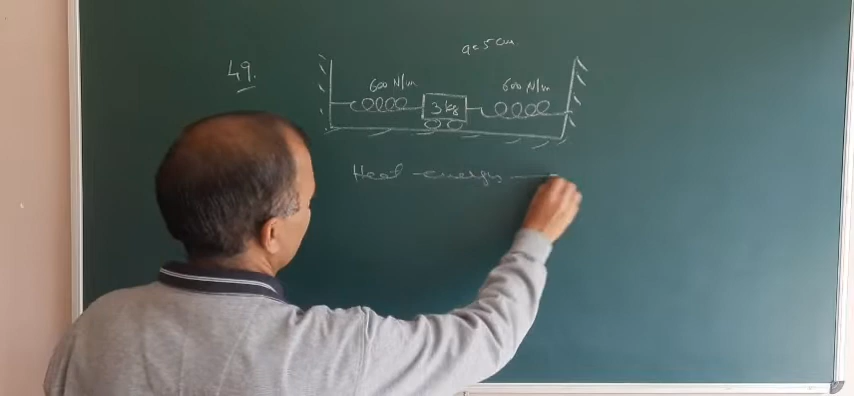 a = 5 cm.
49.
600 N/m 600 N/m
3 kg
Heat energy